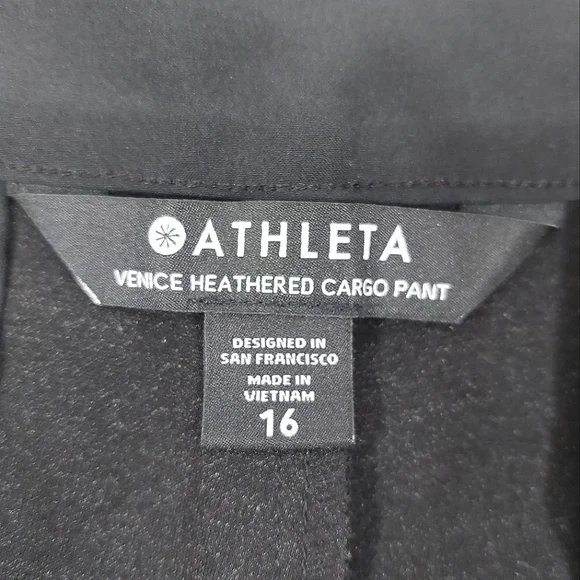 ATHLETA
VENICE HEATHERED CARGO PANT
DESIGNED IN
SAN FRANCISCO
MADE IN
VIETNAM
16